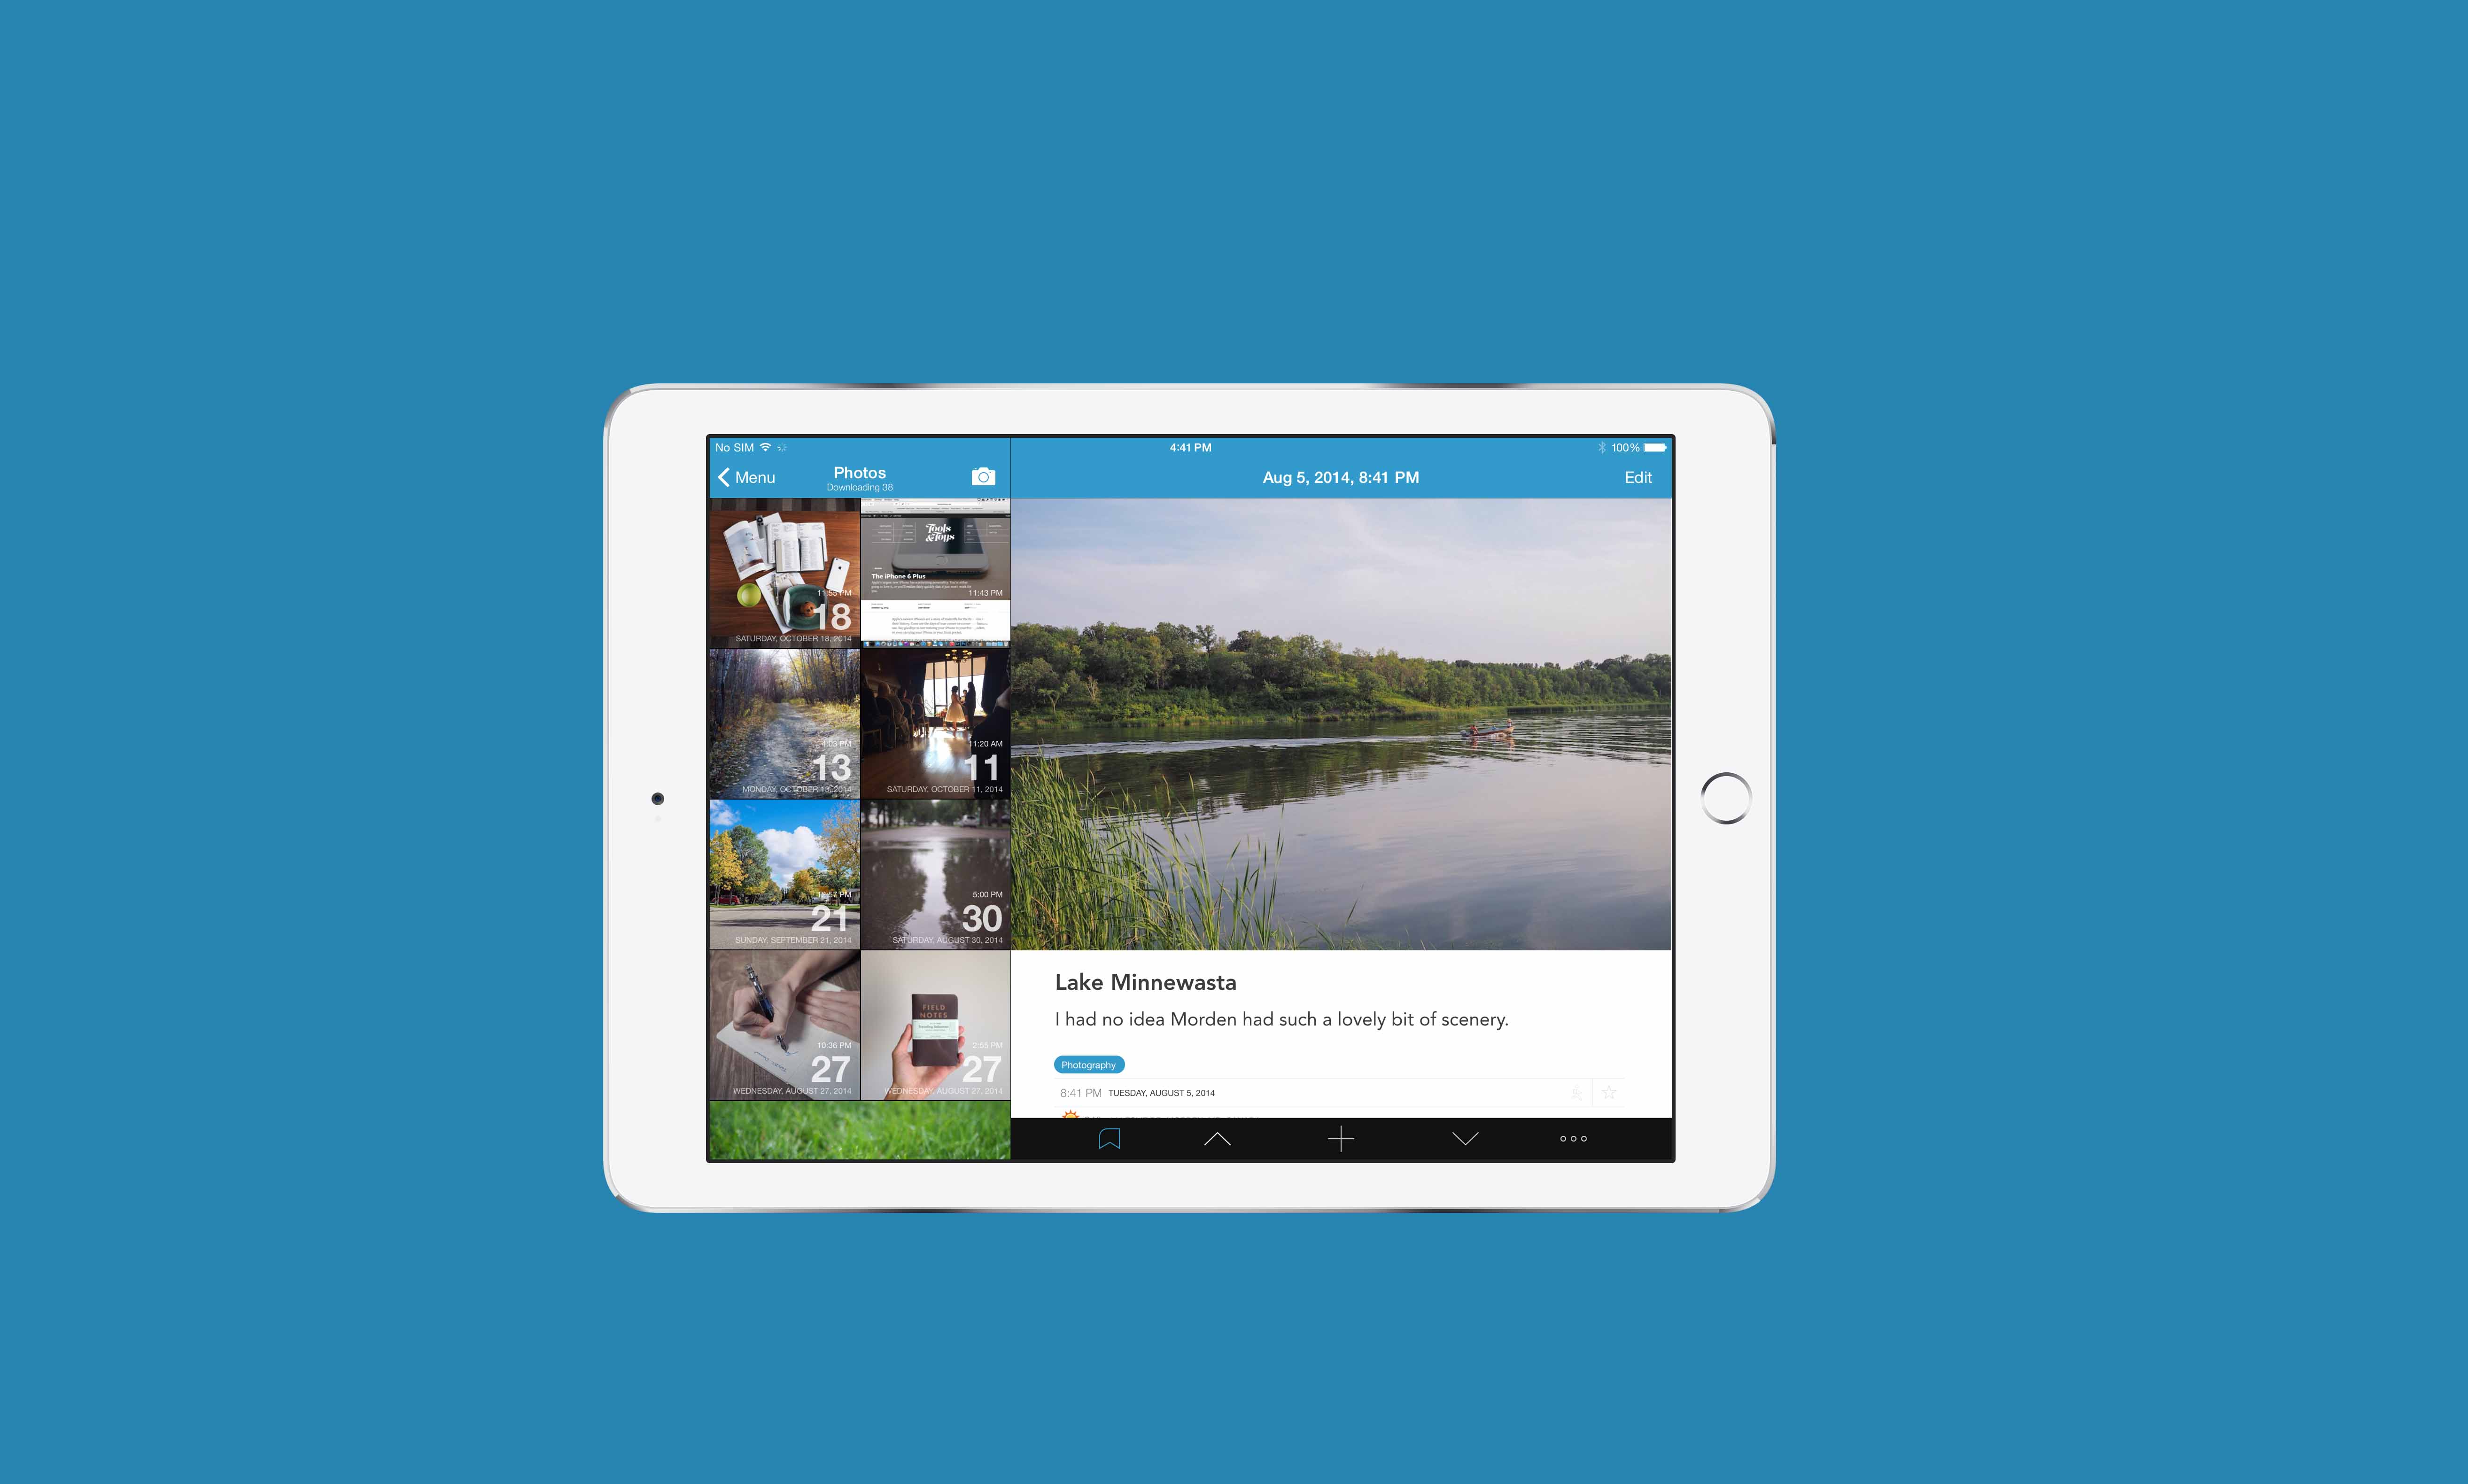 No SIM
4:41 PM
100%
Menu
Photos
Downloading 38
Aug 5, 2014, 8:41 PM
Edit
11:58 PM
18
SATURDAY, OCTOBER 18, 2014
Tools
&Toys
The iPhone 6 Plus
11:43 PM
4:03 PM
13
MONDAY, OCTOBER 13, 2014
11:20 AM
11
SATURDAY, OCTOBER 11, 2014
21
SUNDAY, SEPTEMBER 21, 2014
5:00 PM
30
SATURDAY, AUGUST 30, 2014
10:36 PM
27
WEDNESDAY, AUGUST 27, 2014
FIELD
NOTES
2:55 PM
27
WEDNESDAY, AUGUST 27, 2014
Lake Minnewasta
I had no idea Morden had such a lovely bit of scenery.
Photography
8:41 PM TUESDAY, AUGUST 5, 2014